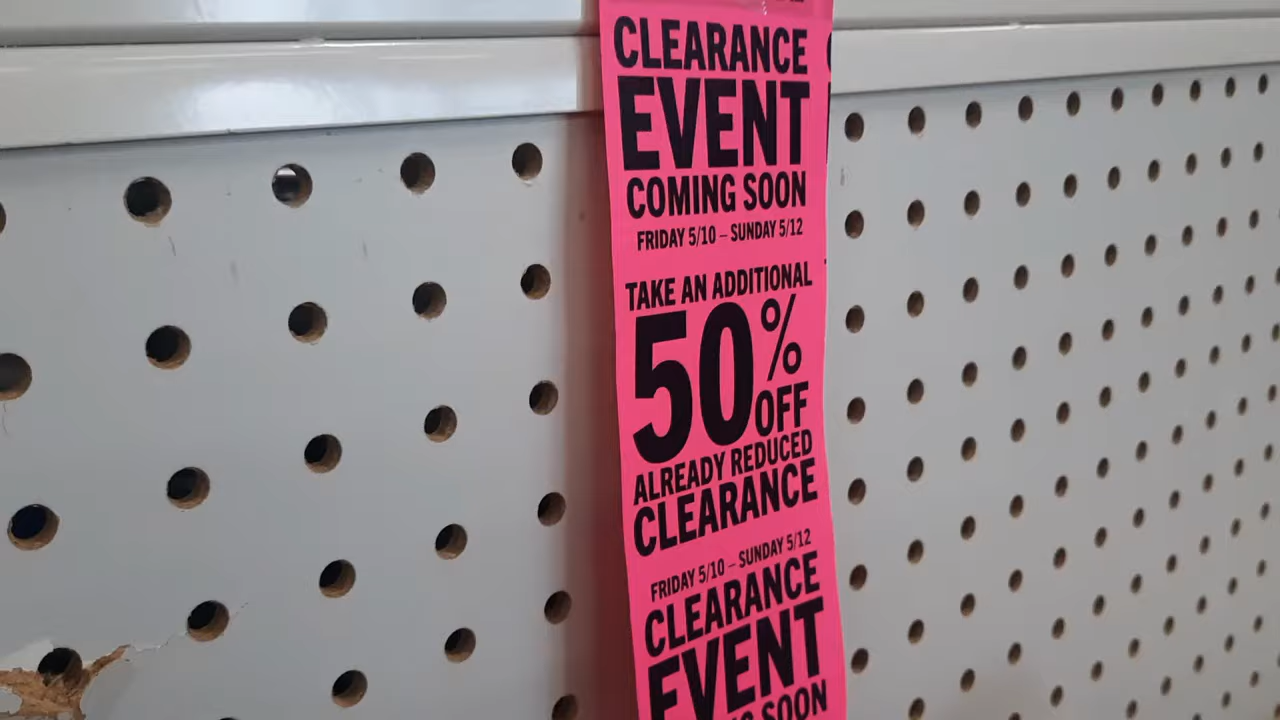 CLEARANCE
EVENT
COMING SOON
FRIDAY 5/10 – SUNDAY 5/12
TAKE AN ADDITIONAL
50%
OFF
ALREADY REDUCED
CLEARANCE
FRIDAY 5/10 – SUNDAY 5/12
CLEARANCE
EVENT
SOON